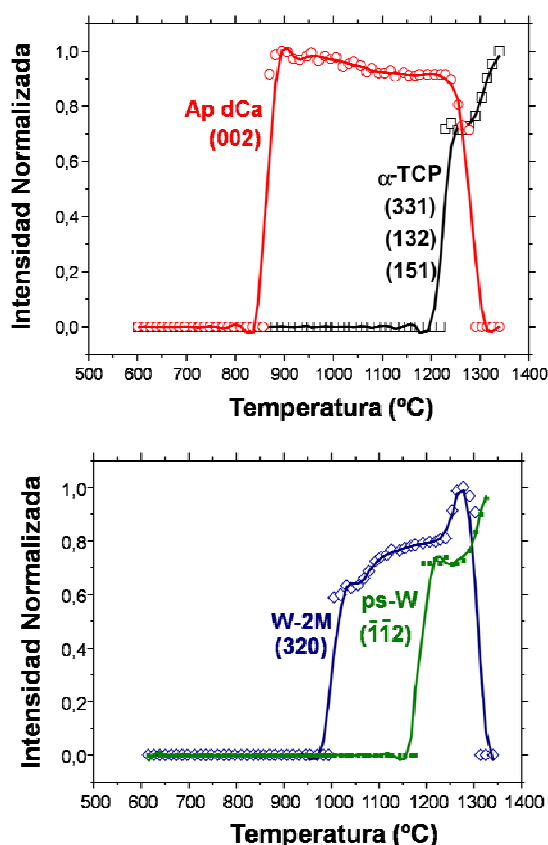 Intensidad Normalizada
1,0
0,8
0,6
0,4
0,2
0,0
Ap dCa
(002)
α-TCP
(331)
(132)
(151)
500 600 700 800 900 1000 1100 1200 1300 1400
Temperatura (ºC)
Intensidad Normalizada
1,0
0,8
0,6
0,4
0,2
0,0
W-2M
(320)
ps-W
(1̄1̄2)
500 600 700 800 900 1000 1100 1200 1300 1400
Temperatura (ºC)